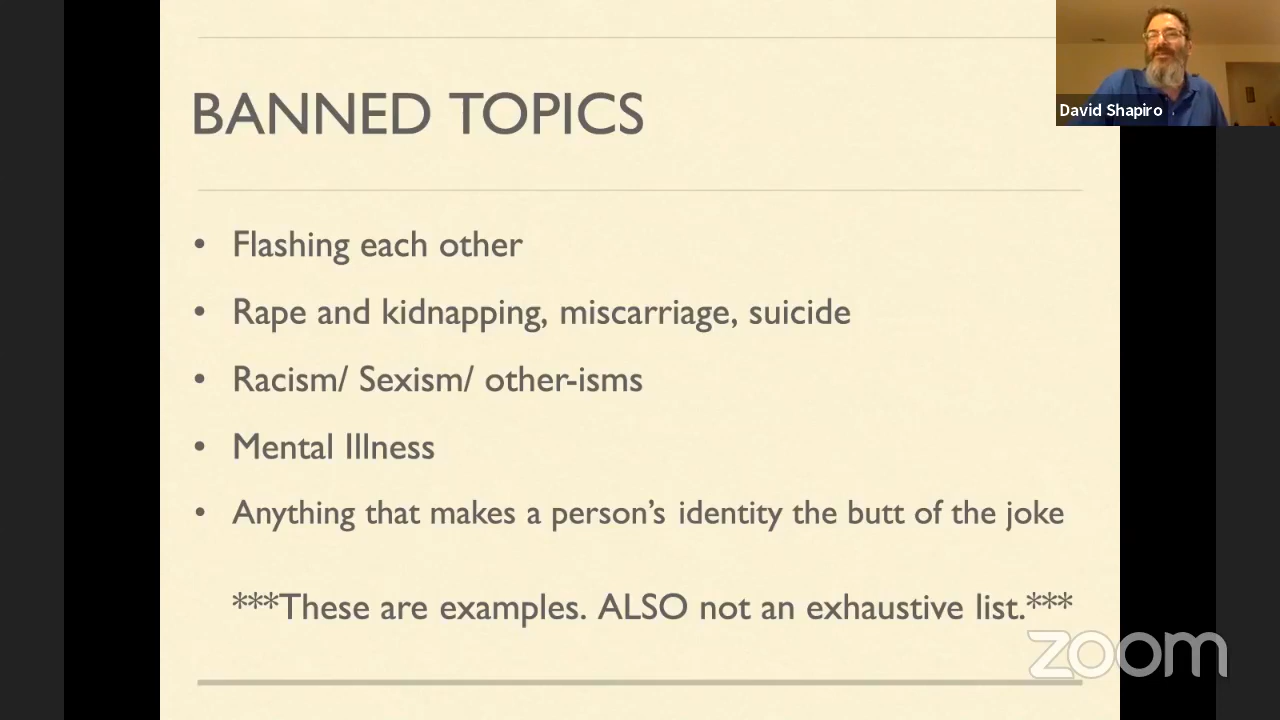 BANNED TOPICS
David Shapiro
• Flashing each other
• Rape and kidnapping, miscarriage, suicide
• Racism/ Sexism/ other-isms
• Mental Illness
• Anything that makes a person's identity the butt of the joke
***These are examples. ALSO not an exhaustive list.***
zoom